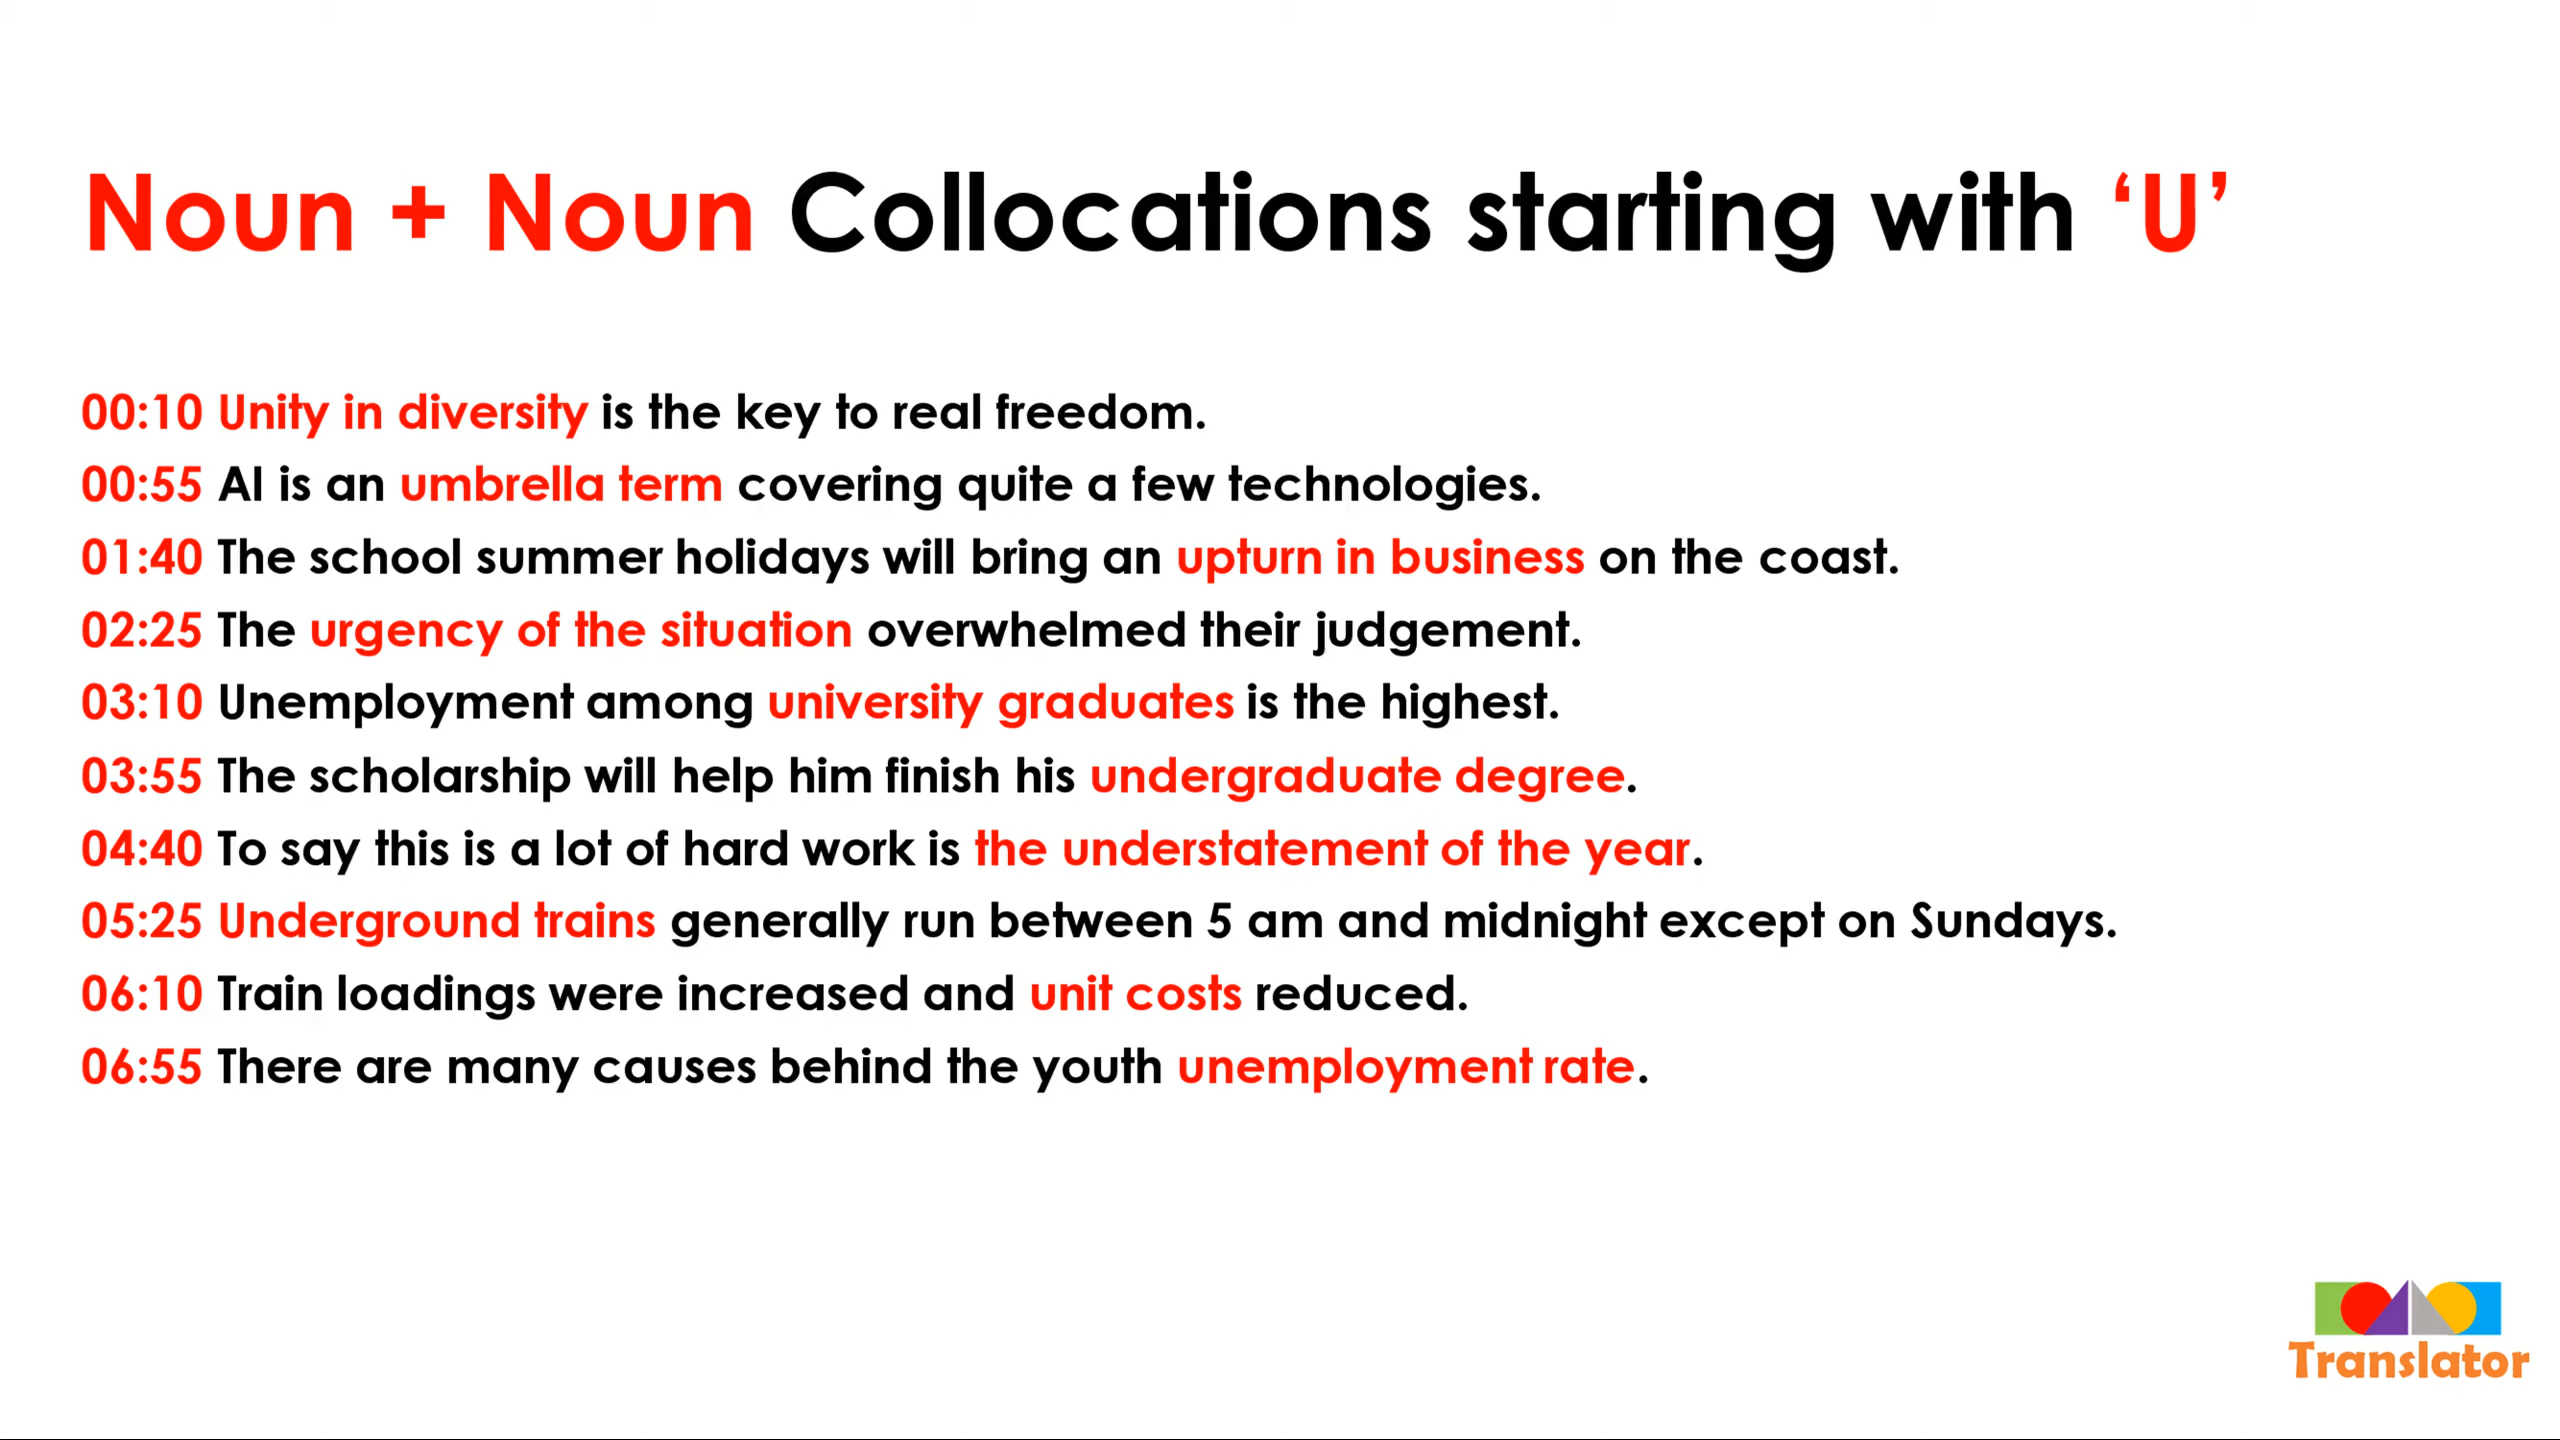 Noun + Noun Collocations starting with ‘U’
00:10 Unity in diversity is the key to real freedom.
00:55 AI is an umbrella term covering quite a few technologies.
01:40 The school summer holidays will bring an upturn in business on the coast.
02:25 The urgency of the situation overwhelmed their judgement.
03:10 Unemployment among university graduates is the highest.
03:55 The scholarship will help him finish his undergraduate degree.
04:40 To say this is a lot of hard work is the understatement of the year.
05:25 Underground trains generally run between 5 am and midnight except on Sundays.
06:10 Train loadings were increased and unit costs reduced.
06:55 There are many causes behind the youth unemployment rate.
Translator